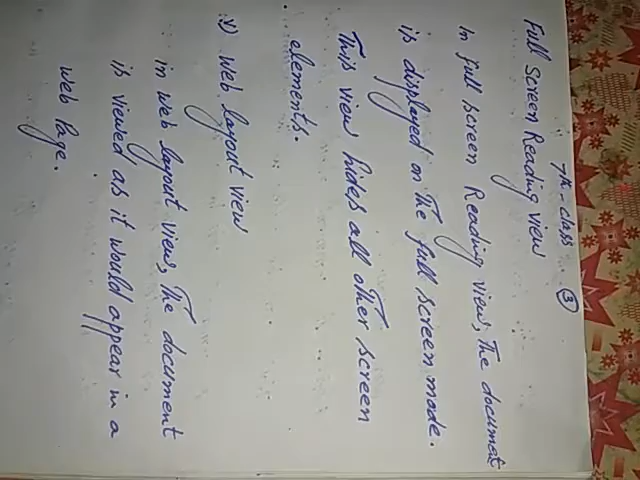 7th - class ③
Full Screen Reading view
In full screen Reading view, The document
is displayed on The full screen mode.
This view hides all other screen
elements.
v) Web layout view
in web layout view, The document
is viewed as it would appear in a
web Page.